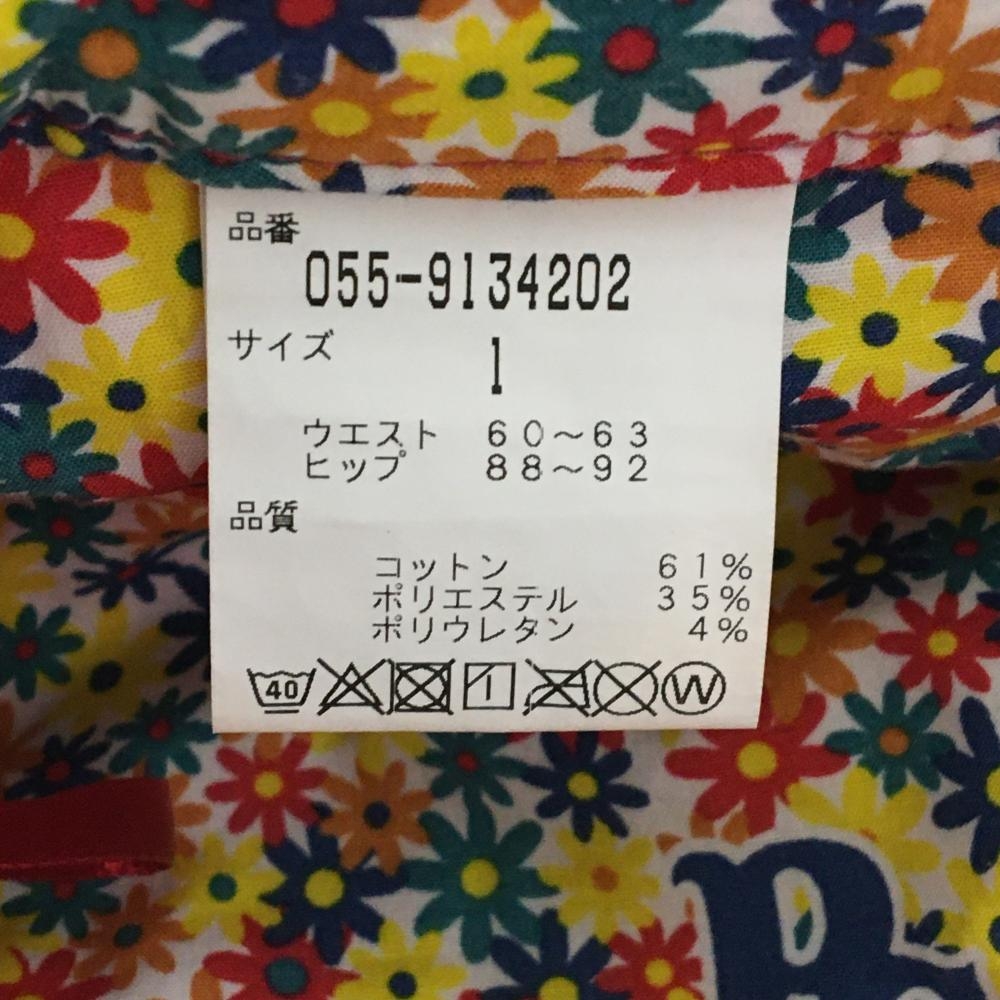 品番
055-9134202
サイズ 1
ウエスト 60~63
ヒップ 88~92
品質
コットン 61%
ポリエステル 35%
ポリウレタン 4%
40 W